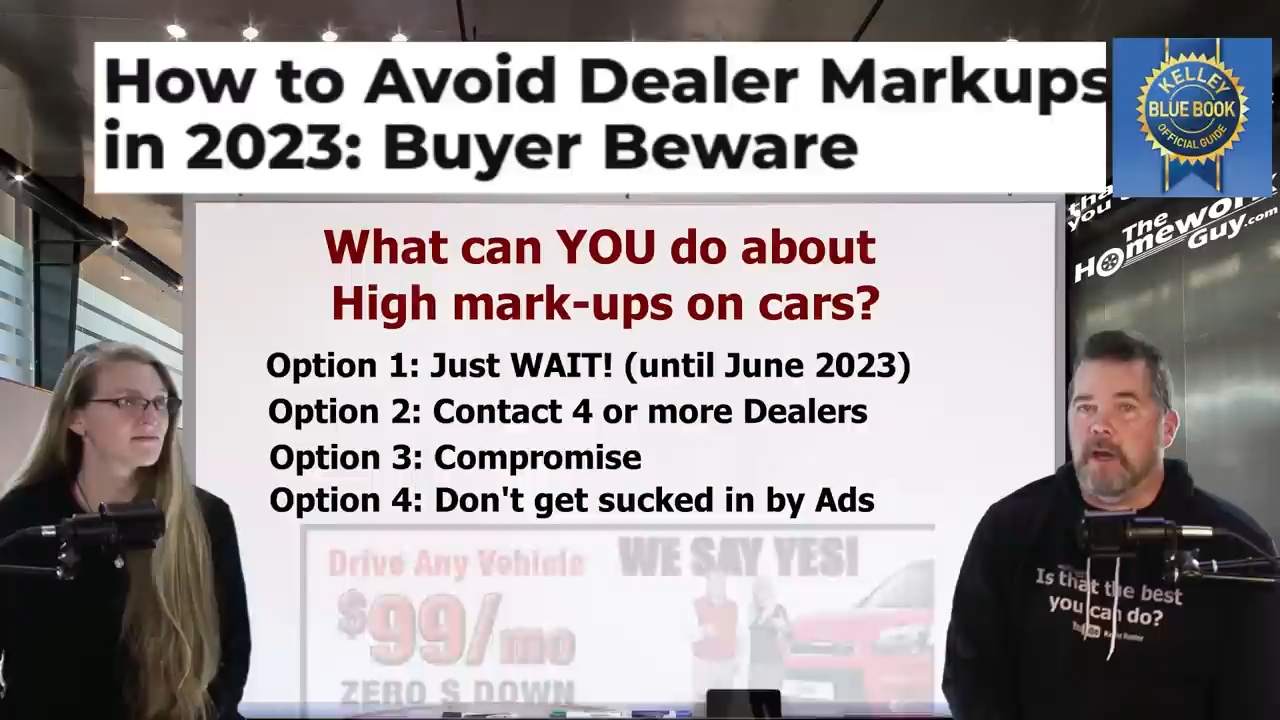 How to Avoid Dealer Markups
in 2023: Buyer Beware
KELLEY
BLUE BOOK
OFFICIAL GUIDE
you
The
Homework
Guy.com
What can YOU do about
High mark-ups on cars?
Option 1: Just WAIT! (until June 2023)
Option 2: Contact 4 or more Dealers
Option 3: Compromise
Option 4: Don't get sucked in by Ads
Drive Any Vehicle
$99/mo
ZERO $ DOWN
WE SAY YES!
Is that the best
you can do?